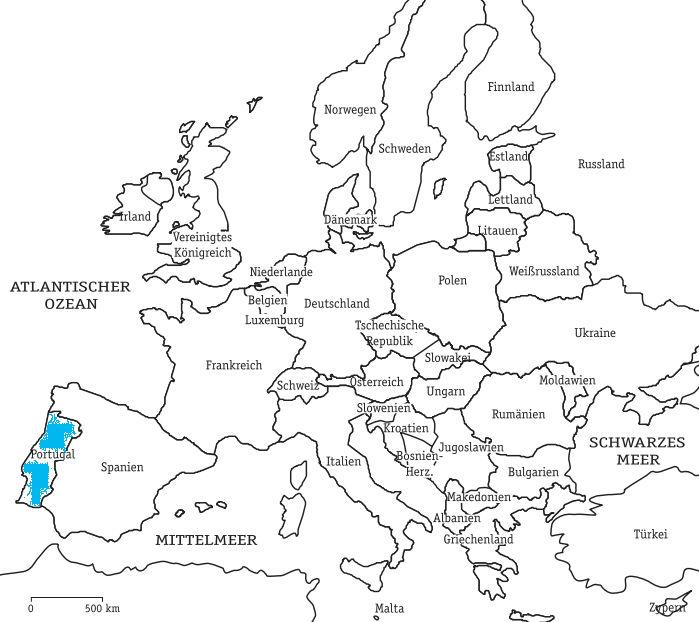 Finnland
Norwegen
Schweden
Estland
Russland
Lettland
Irland
Dänemark
Litauen
Vereinigtes
Königreich
Niederlande
Weißrussland
Polen
ATLANTISCHER
OZEAN
Belgien
Deutschland
Luxemburg
Tschechische
Republik
Ukraine
Slowakei
Frankreich
Schweiz
Österreich
Moldawien
Ungarn
Slowenien
Rumänien
Kroatien
SCHWARZES
MEER
Portugal
Spanien
Italien
Bosnien-
Herz.
Jugoslawien
Bulgarien
Makedonien
Albanien
MITTELMEER
Griechenland
Türkei
0 500 km
Malta
Zypern